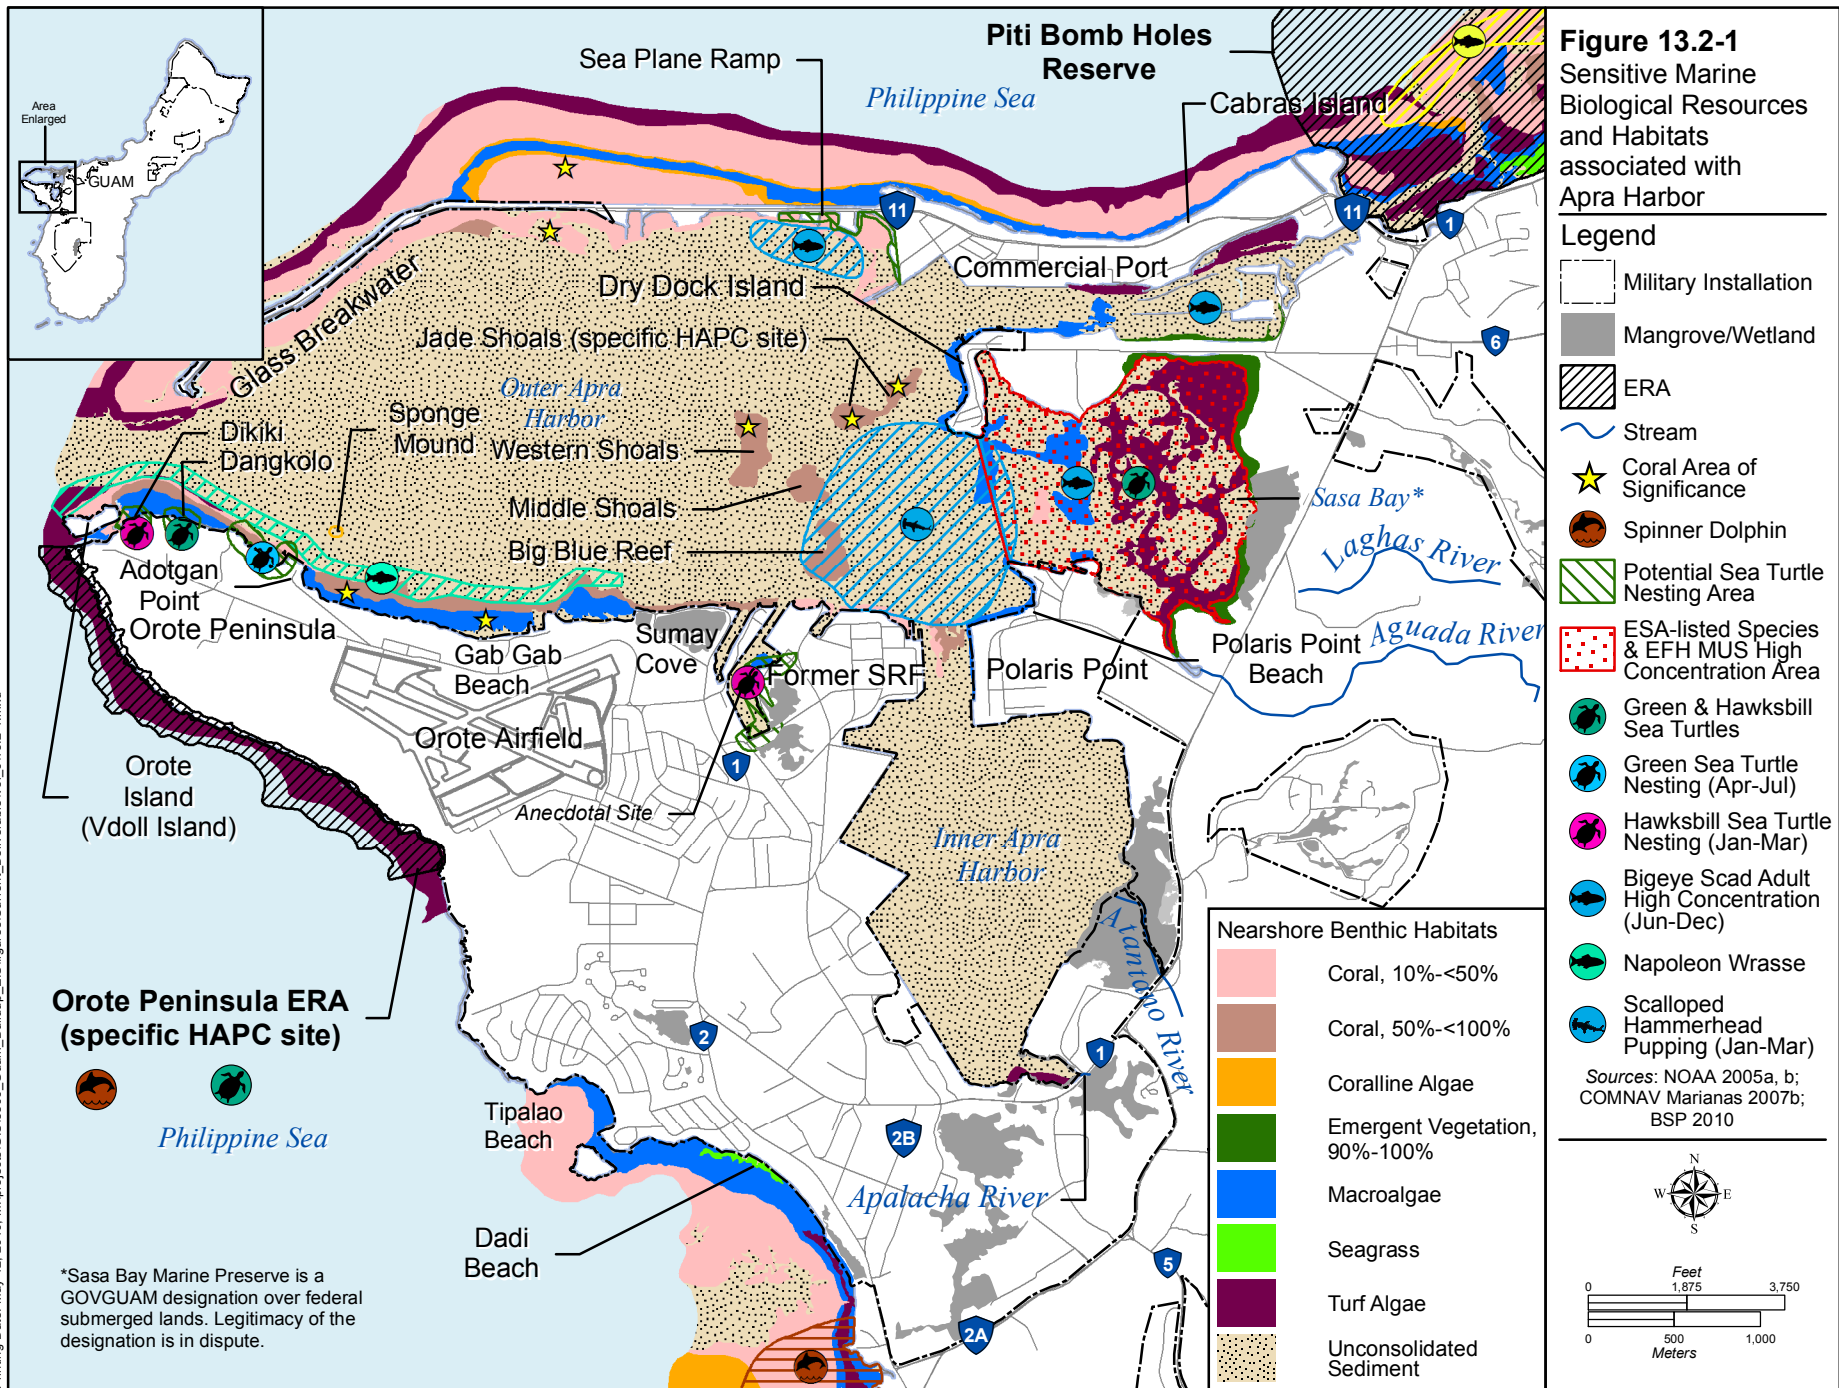 Area
Enlarged
GUAM
Sea Plane Ramp
Piti Bomb Holes
Reserve
Philippine Sea
Cabras Island
11
11
1
Commercial Port
Dry Dock Island
Glass Breakwater
Jade Shoals (specific HAPC site)
Outer Apra
Harbor
Sponge
Mound
Western Shoals
Dikiki
Dangkolo
Middle Shoals
Big Blue Reef
6
Sasa Bay*
Laghas River
Aguada River
Adotgan
Point
Orote Peninsula
Gab Gab
Beach
Sumay
Cove
Former SRF
Polaris Point
Polaris Point
Beach
Orote Airfield
Orote
Island
(Vdoll Island)
Anecdotal Site
1
Inner Apra
Harbor
Atantano River
Orote Peninsula ERA
(specific HAPC site)
Philippine Sea
2
1
Tipalao
Beach
2B
Apalacha River
Dadi
Beach
5
2A
*Sasa Bay Marine Preserve is a
GOVGUAM designation over federal
submerged lands. Legitimacy of the
designation is in dispute.
Nearshore Benthic Habitats
Coral, 10%-<50%
Coral, 50%-<100%
Coralline Algae
Emergent Vegetation,
90%-100%
Macroalgae
Seagrass
Turf Algae
Unconsolidated
Sediment
Figure 13.2-1
Sensitive Marine
Biological Resources
and Habitats
associated with
Apra Harbor
Legend
Military Installation
Mangrove/Wetland
ERA
Stream
Coral Area of
Significance
Spinner Dolphin
Potential Sea Turtle
Nesting Area
ESA-listed Species
& EFH MUS High
Concentration Area
Green & Hawksbill
Sea Turtles
Green Sea Turtle
Nesting (Apr-Jul)
Hawksbill Sea Turtle
Nesting (Jan-Mar)
Bigeye Scad Adult
High Concentration
(Jun-Dec)
Napoleon Wrasse
Scalloped
Hammerhead
Pupping (Jan-Mar)
Sources: NOAA 2005a, b;
COMNAV Marianas 2007b;
BSP 2010
N
W E
S
Feet
0 1,875 3,750
0 500 1,000
Meters